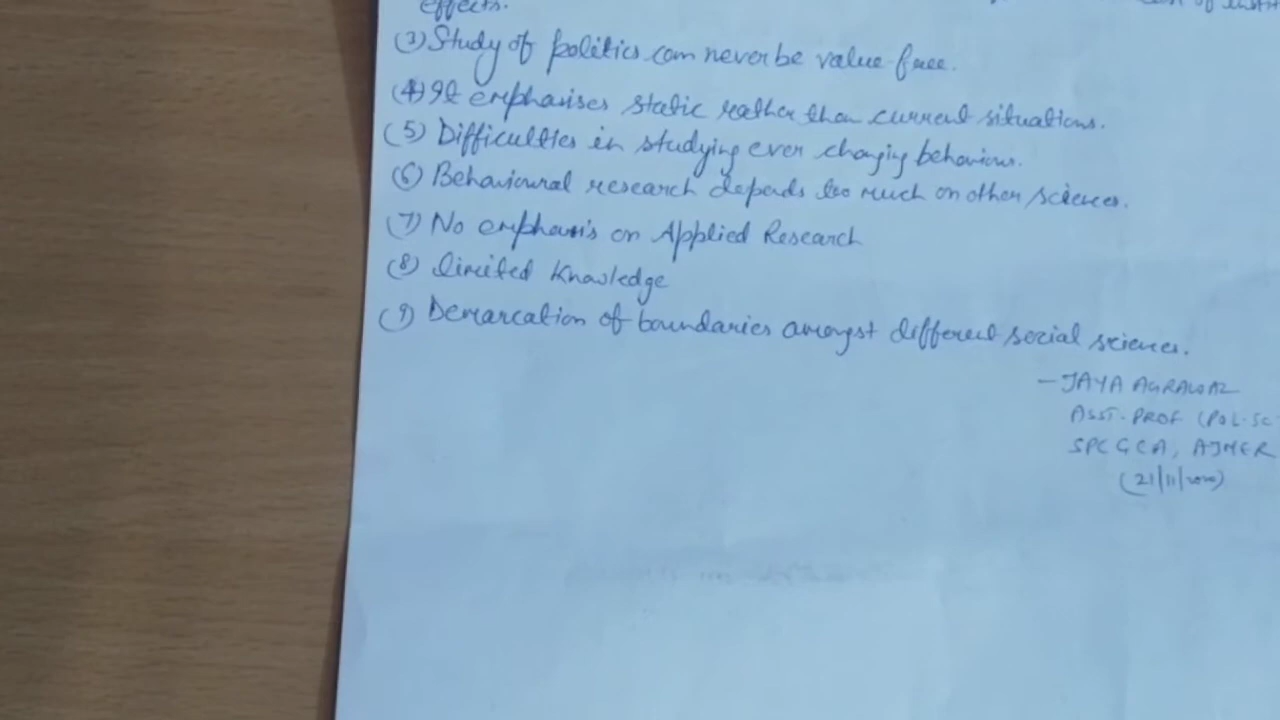 effects.
(3) Study of politics can never be value-free.
(4) It emphasises static rather than current situations.
(5) Difficulties in studying ever changing behaviour.
(6) Behavioural research depends too much on other sciences.
(7) No emphasis on Applied Research
(8) limited Knowledge
(9) Demarcation of boundaries amongst different social sciences.
- JAYA AGRAWAL
ASST. PROF (POL. SC
SPCGCA, AJMER
(21/11/2020)